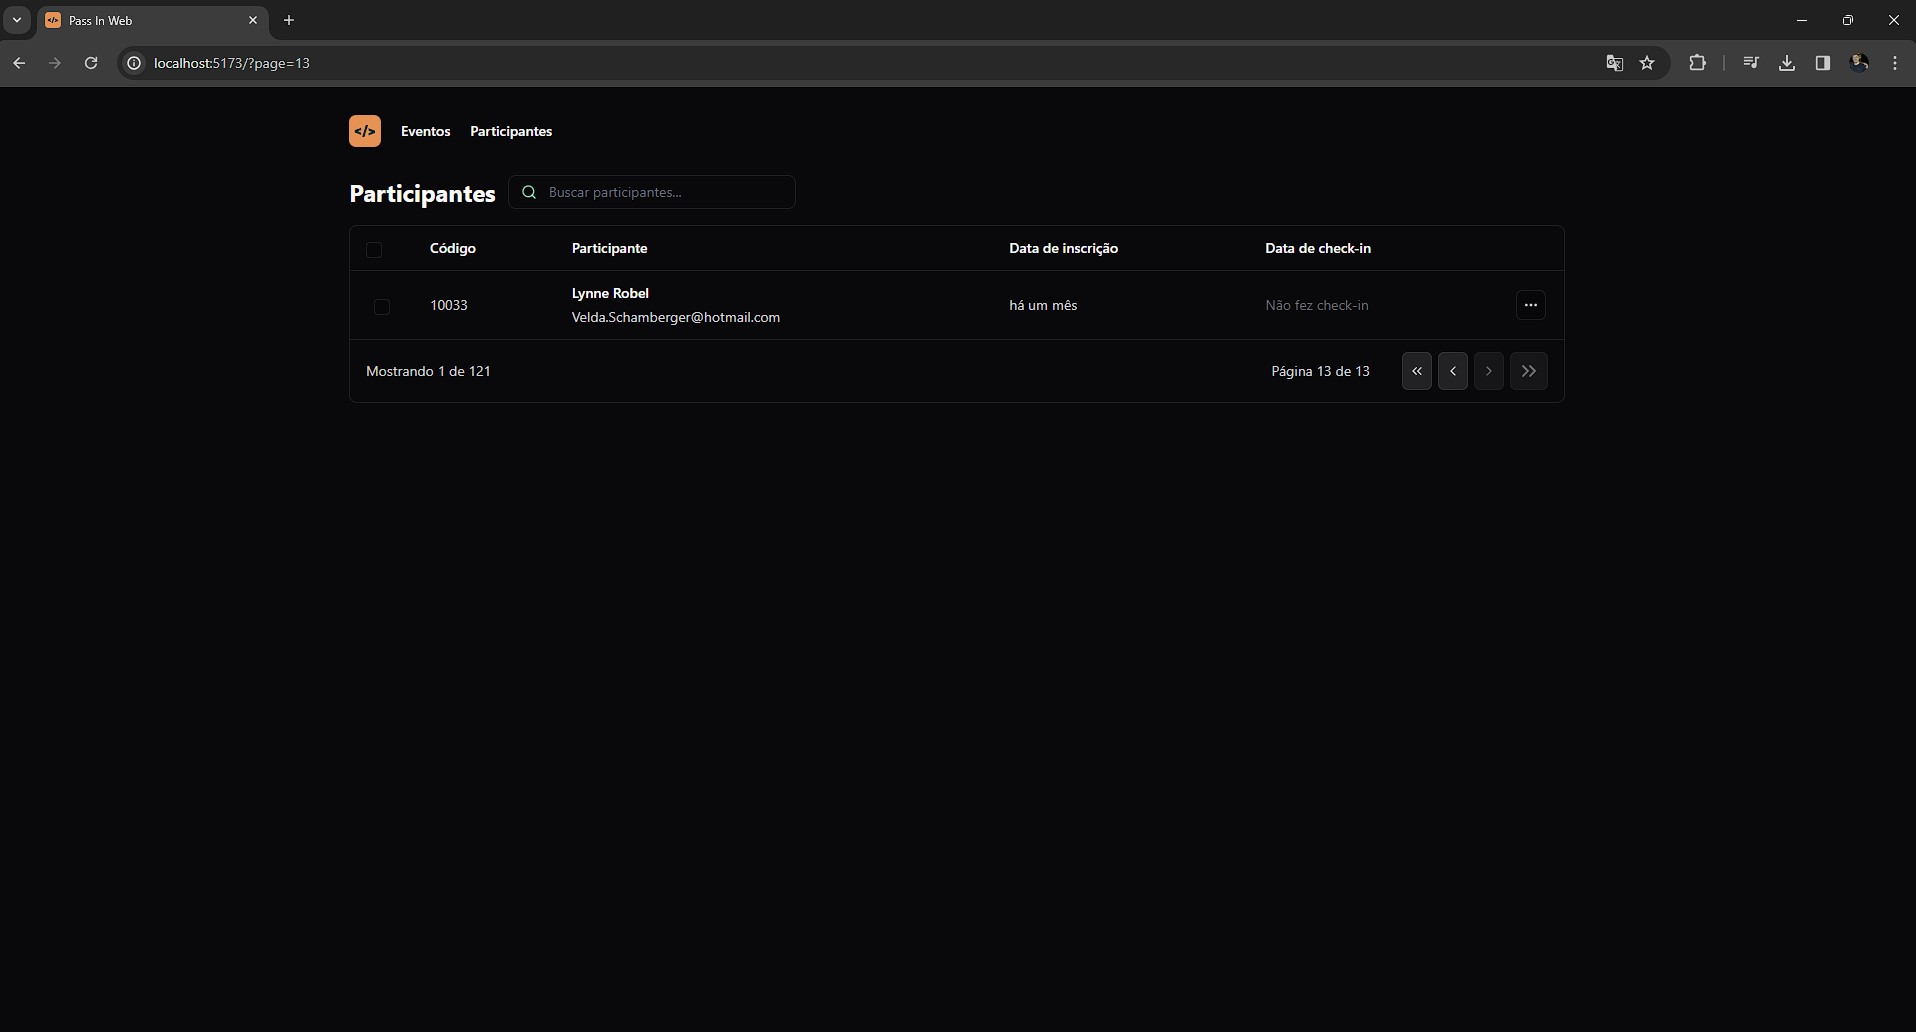 Pass In Web
localhost:5173/?page=13
</> Eventos Participantes
Participantes Buscar participantes...
Código Participante Data de inscrição Data de check-in
10033 Lynne Robel há um mês Não fez check-in
Velda.Schamberger@hotmail.com
Mostrando 1 de 121 Página 13 de 13